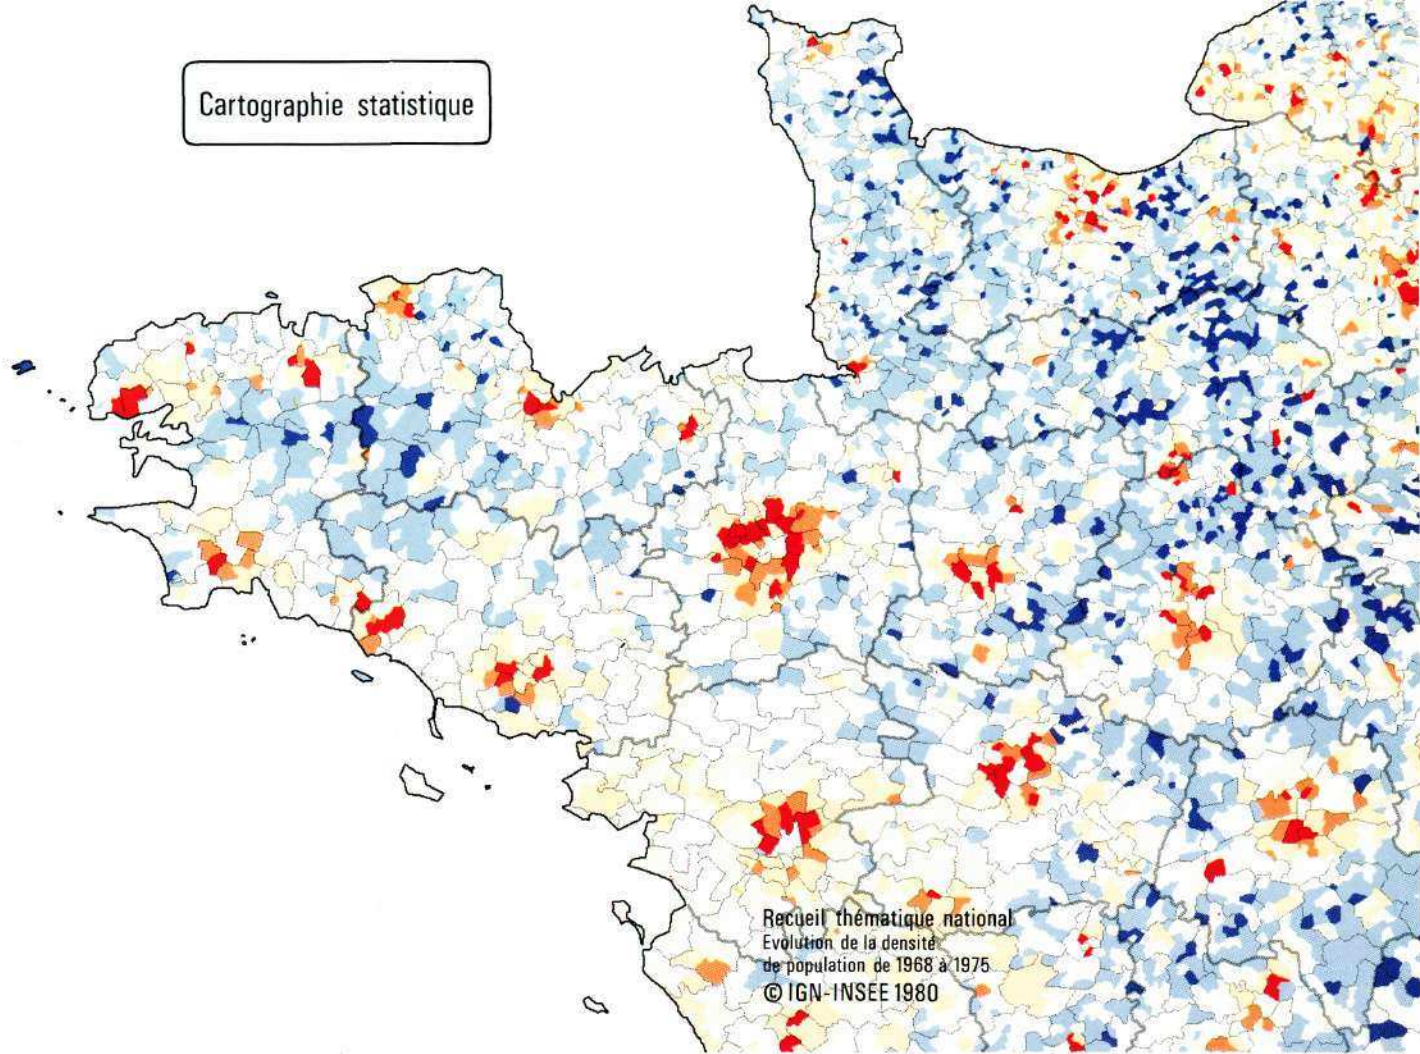 Cartographie statistique
Recueil thématique national
Evolution de la densité
de population de 1968 à 1975
© IGN-INSEE 1980